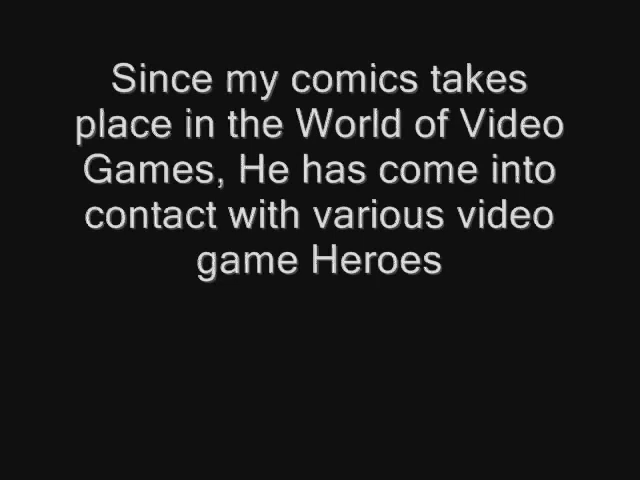 Since my comics takes
place in the World of Video
Games, He has come into
contact with various video
game Heroes